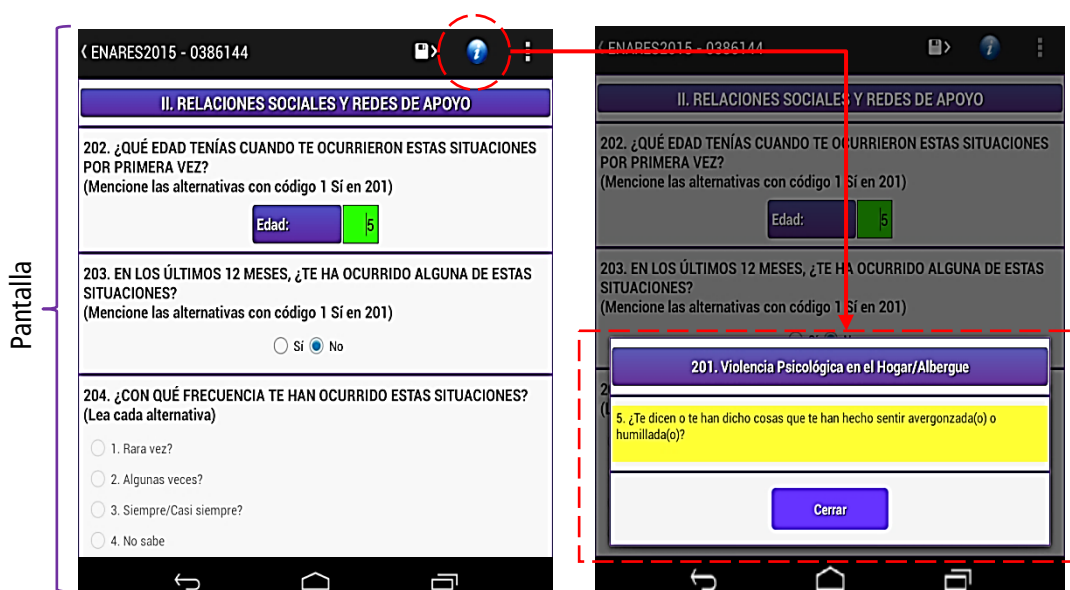 Pantalla
ENARES2015 - 0386144
II. RELACIONES SOCIALES Y REDES DE APOYO
202. ¿QUÉ EDAD TENÍAS CUANDO TE OCURRIERON ESTAS SITUACIONES
POR PRIMERA VEZ?
(Mencione las alternativas con código 1 Sí en 201)
Edad:
5
203. EN LOS ÚLTIMOS 12 MESES, ¿TE HA OCURRIDO ALGUNA DE ESTAS
SITUACIONES?
(Mencione las alternativas con código 1 Sí en 201)
Sí No
204. ¿CON QUÉ FRECUENCIA TE HAN OCURRIDO ESTAS SITUACIONES?
(Lea cada alternativa)
1. Rara vez?
2. Algunas veces?
3. Siempre/Casi siempre?
4. No sabe
ENARES2015 - 0386144
II. RELACIONES SOCIALES Y REDES DE APOYO
202. ¿QUÉ EDAD TENÍAS CUANDO TE OCURRIERON ESTAS SITUACIONES
POR PRIMERA VEZ?
(Mencione las alternativas con código 1 Sí en 201)
Edad:
5
203. EN LOS ÚLTIMOS 12 MESES, ¿TE HA OCURRIDO ALGUNA DE ESTAS
SITUACIONES?
(Mencione las alternativas con código 1 Sí en 201)
201. Violencia Psicológica en el Hogar/Albergue
5. ¿Te dicen o te han dicho cosas que te han hecho sentir avergonzada(o) o
humillada(o)?
Cerrar